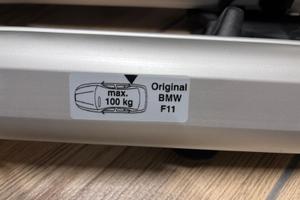 max.
100 kg
Original
BMW
F11